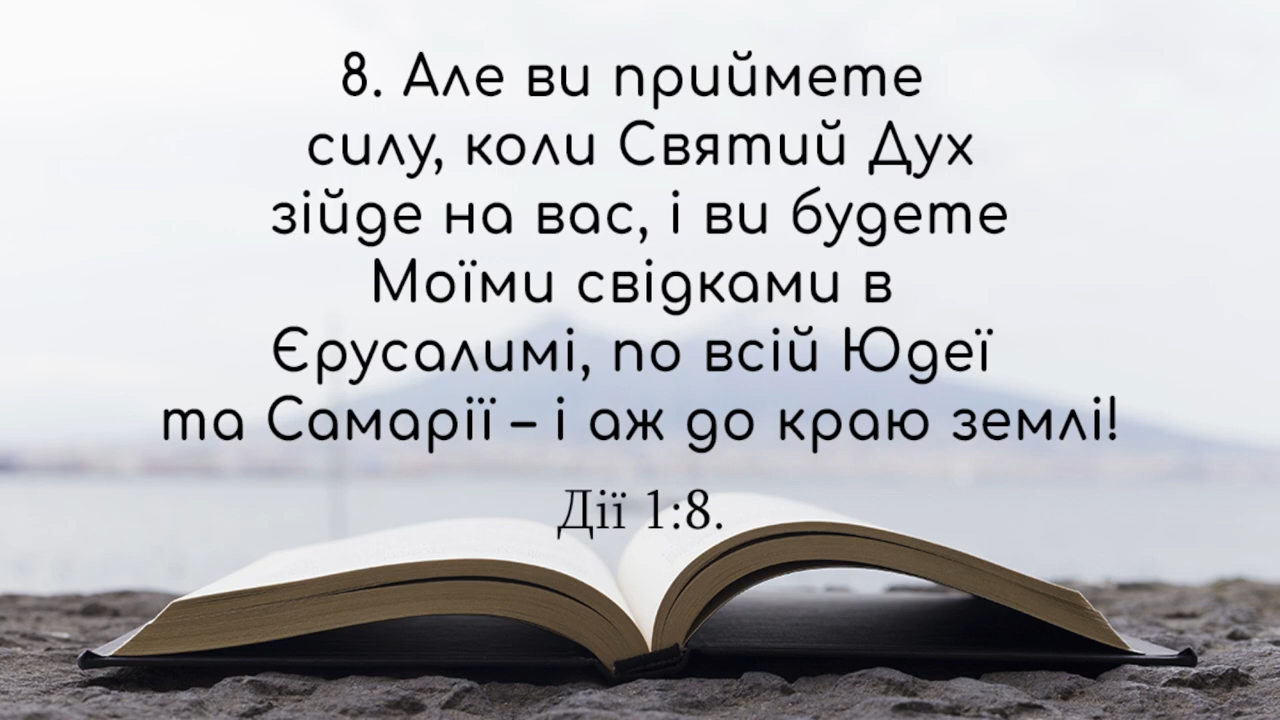 8. Але ви приймете
силу, коли Святий Дух
зійде на вас, і ви будете
Моїми свідками в
Єрусалимі, по всій Юдеї
та Самарії – і аж до краю землі!
Дії 1:8.